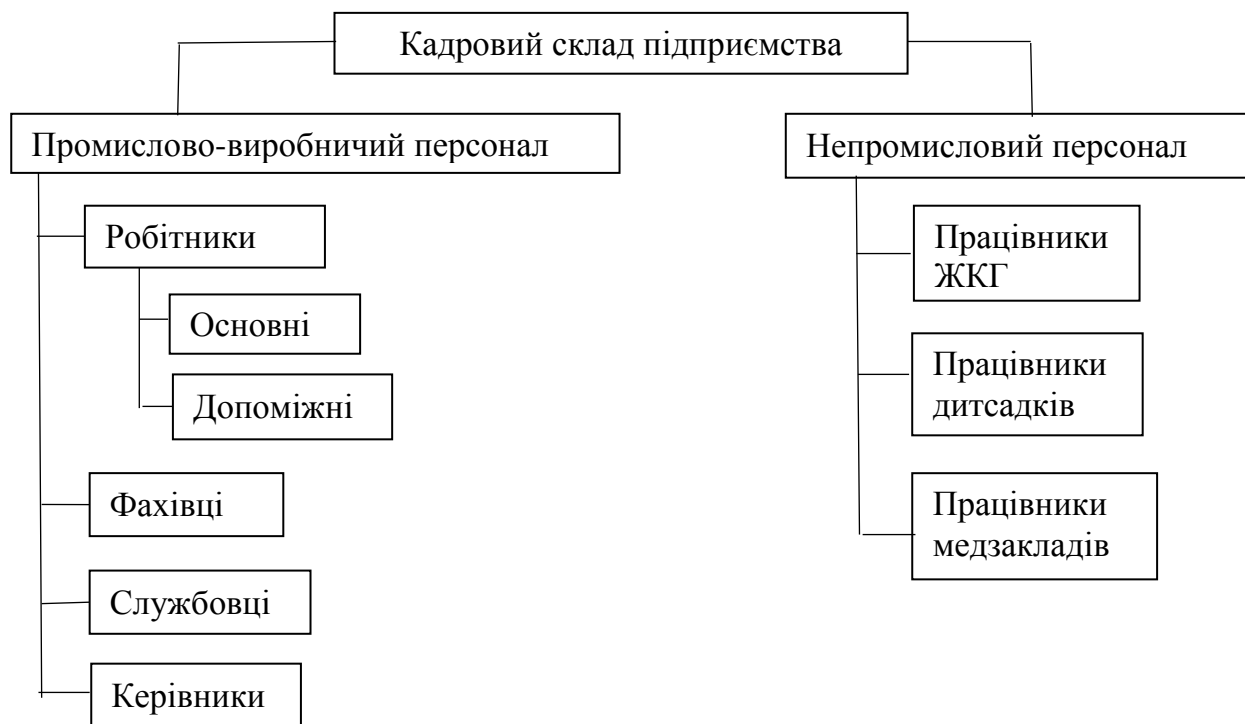 Кадровий склад підприємства
Промислово-виробничий персонал
Робітники
Основні
Допоміжні
Фахівці
Службовці
Керівники
Непромисловий персонал
Працівники
ЖКГ
Працівники
дитсадків
Працівники
медзакладів